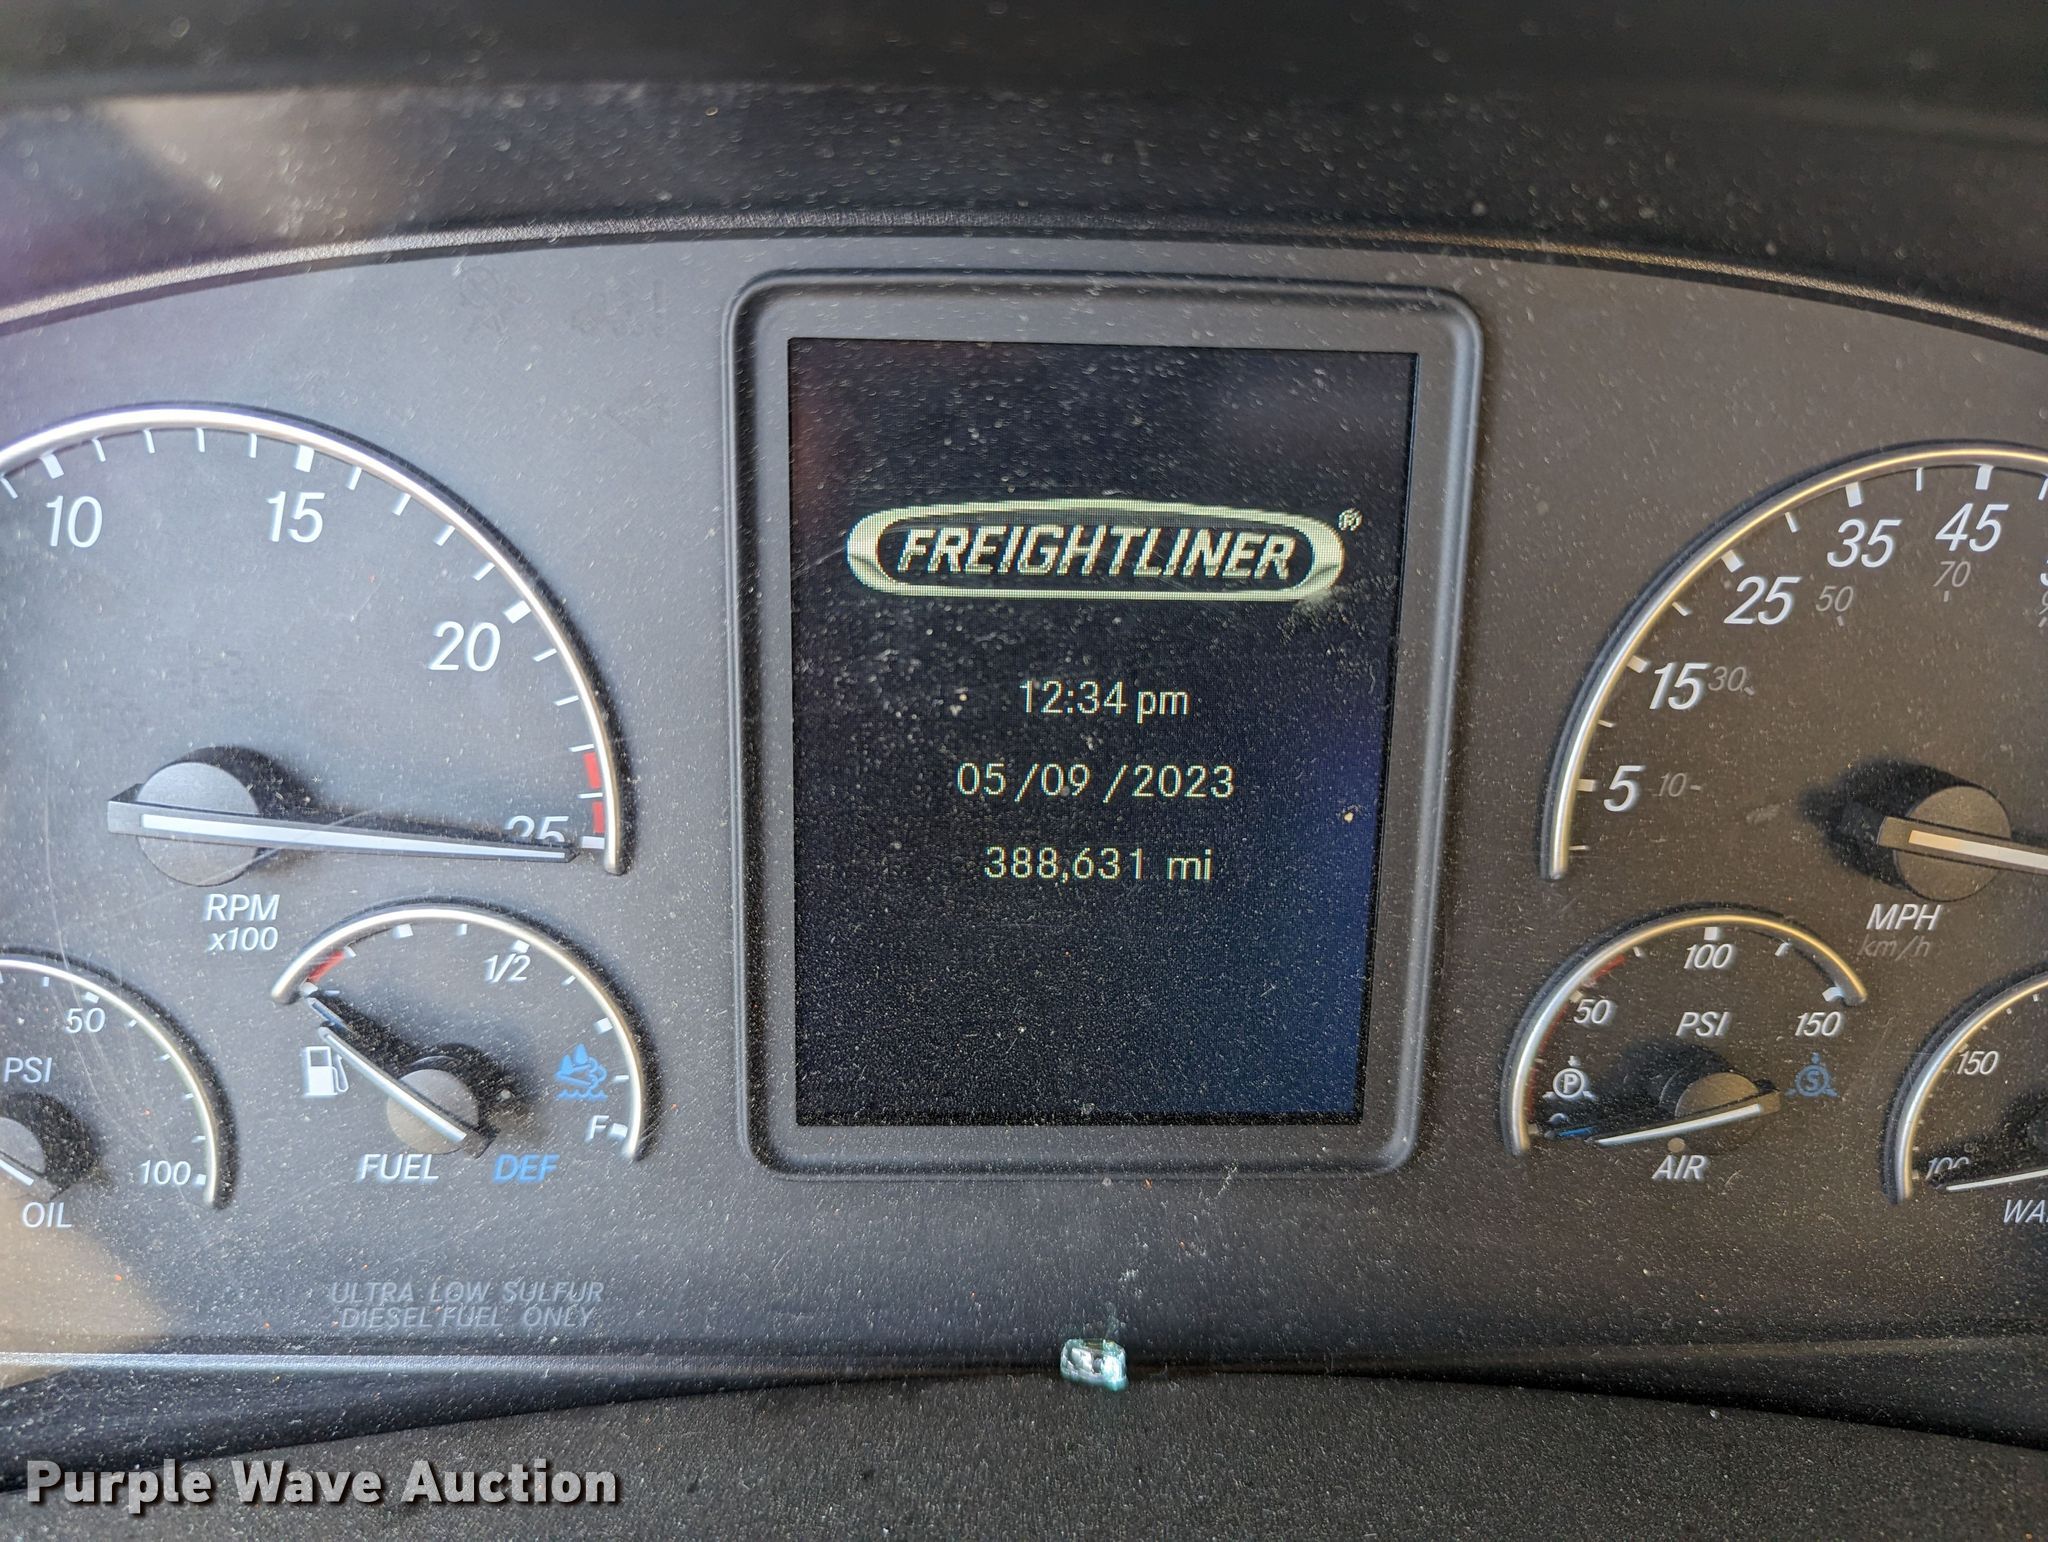 FREIGHTLINER®
12:34 pm
05 /09 /2023
388,631 mi
10
15
20
25
RPM
x100
1/2
F
FUEL
DEF
50
PSI
100
OIL
ULTRA LOW SULFUR
DIESEL FUEL ONLY
5
10
15
30
25
50
35
45
70
MPH
km/h
50
100
150
PSI
P
S
AIR
150
100
Purple Wave Auction